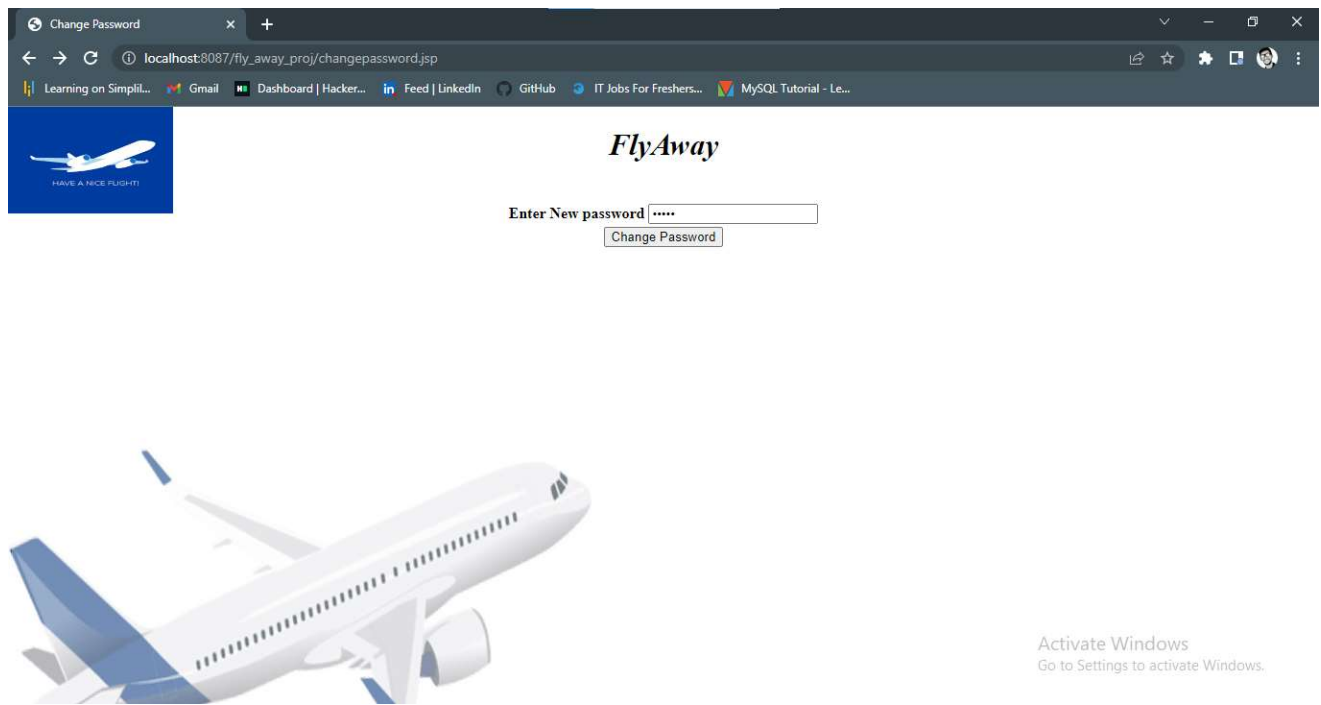 Change Password
localhost:8087/fly_away_proj/changepassword.jsp
Learning on Simplil... Gmail Dashboard | Hacker... Feed | LinkedIn GitHub IT Jobs For Freshers... MySQL Tutorial - Le...
HAVE A NICE FLIGHT!
FlyAway
Enter New password •••••
Change Password
Activate Windows
Go to Settings to activate Windows.